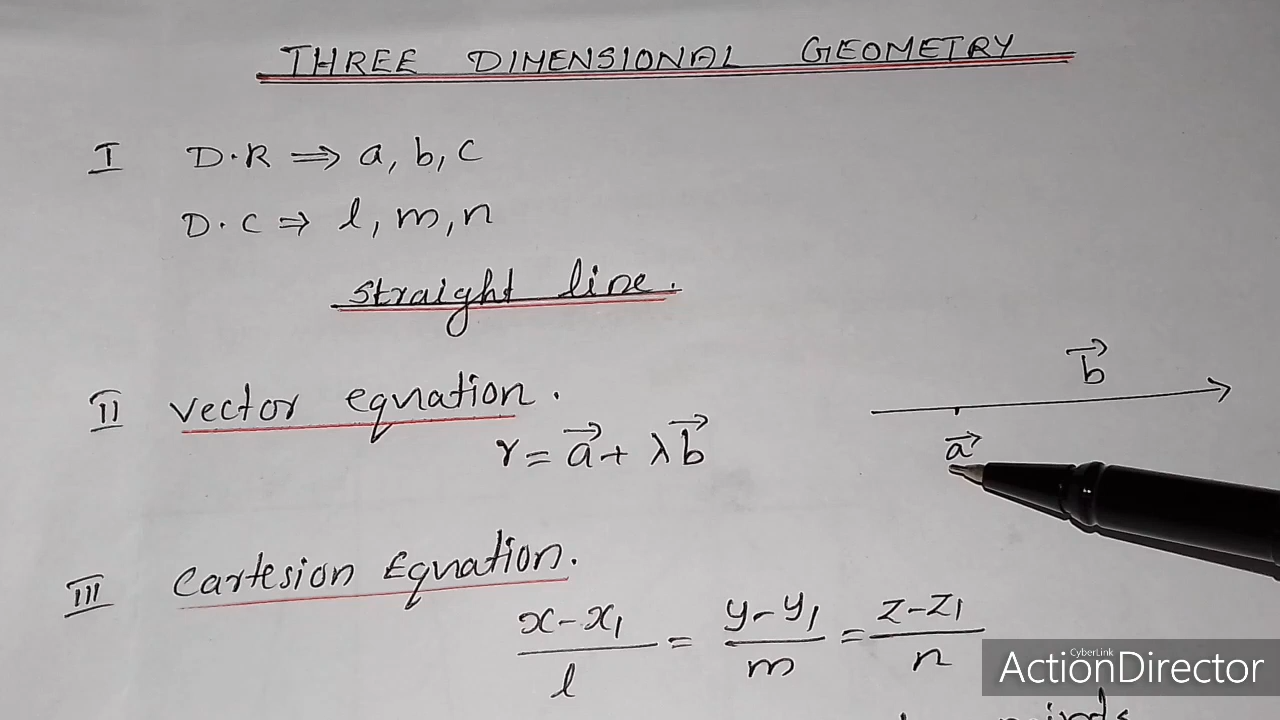 THREE DIMENSIONAL GEOMETRY
I D.R ⇒ a, b, c
D.C ⇒ l, m, n
straight line.
II vector equation.
r = a⃗ + λb⃗
b⃗
a⃗
III Cartesion Equation.
x-x₁/l = y-y₁/m = z-z₁/n
CyberLink
ActionDirector